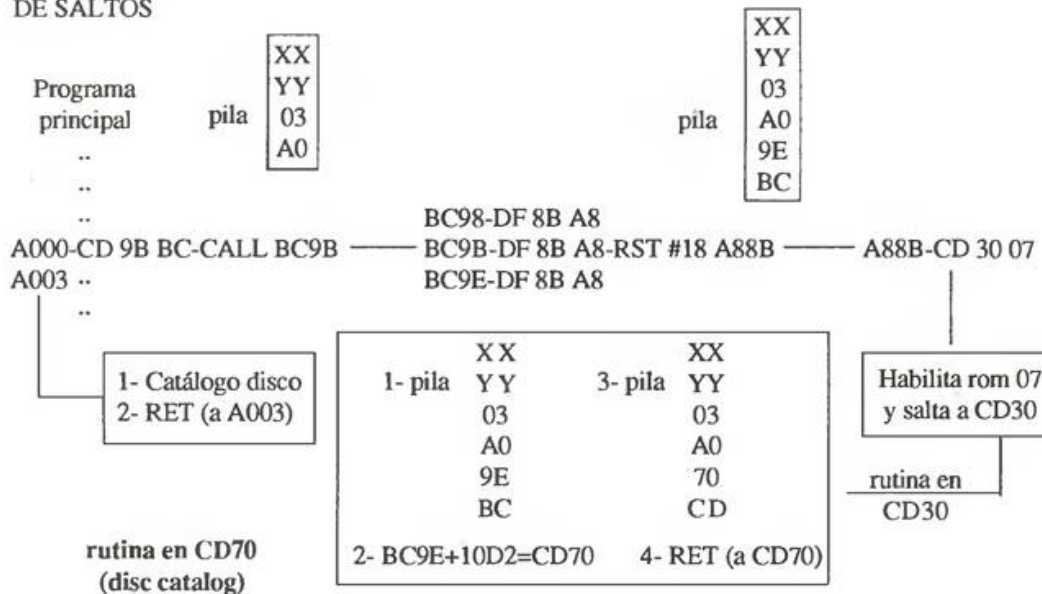 DE SALTOS
XX
YY
03
A0
pila
XX
YY
03
A0
9E
BC
pila
Programa
principal
..
..
..
BC98-DF 8B A8
A000-CD 9B BC-CALL BC9B
BC9B-DF 8B A8-RST #18 A88B
A88B-CD 30 07
A003 ..
BC9E-DF 8B A8
..
1- Catálogo disco
2- RET (a A003)
1- pila
X X
Y Y
03
A0
9E
BC
3- pila
XX
YY
03
A0
70
CD
2- BC9E+10D2=CD70
4- RET (a CD70)
Habilita rom 07
y salta a CD30
rutina en
CD30
rutina en CD70
(disc catalog)